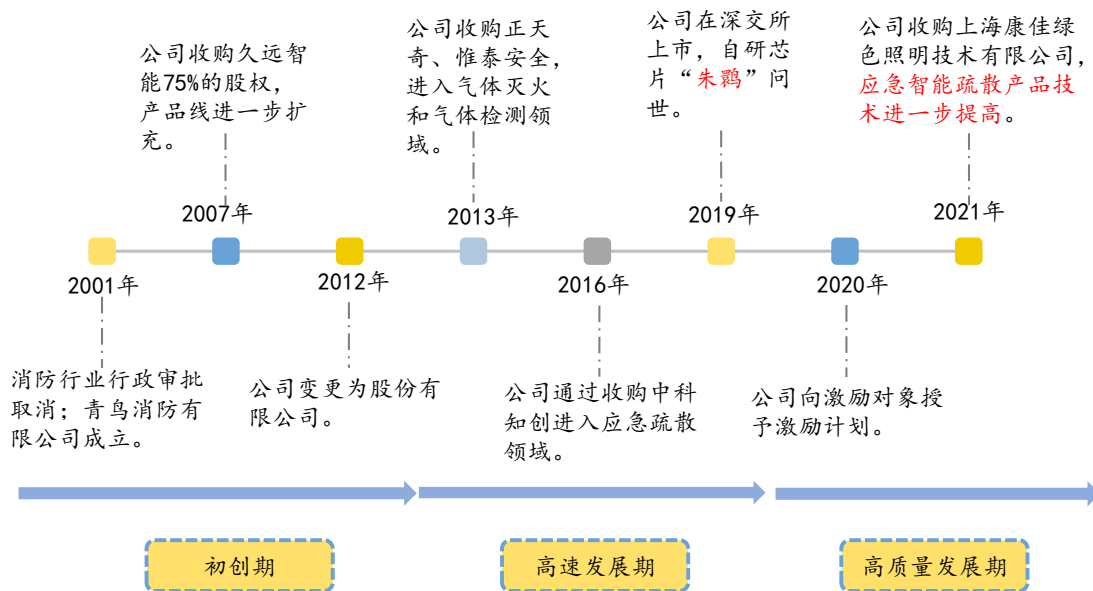 公司收购久远智
能75%的股权，
产品线进一步扩
充。
公司收购正天
奇、惟泰安全，
进入气体灭火
和气体检测领
域。
公司在深交所
上市，自研芯
片“朱鹮”问
世。
公司收购上海康佳绿
色照明技术有限公司，
应急智能疏散产品技
术进一步提高。
2007年
2013年
2019年
2021年
2001年
2012年
2016年
2020年
消防行业行政审批
取消；青鸟消防有
限公司成立。
公司变更为股份有
限公司。
公司通过收购中科
知创进入应急疏散
领域。
公司向激励对象授
予激励计划。
初创期
高速发展期
高质量发展期